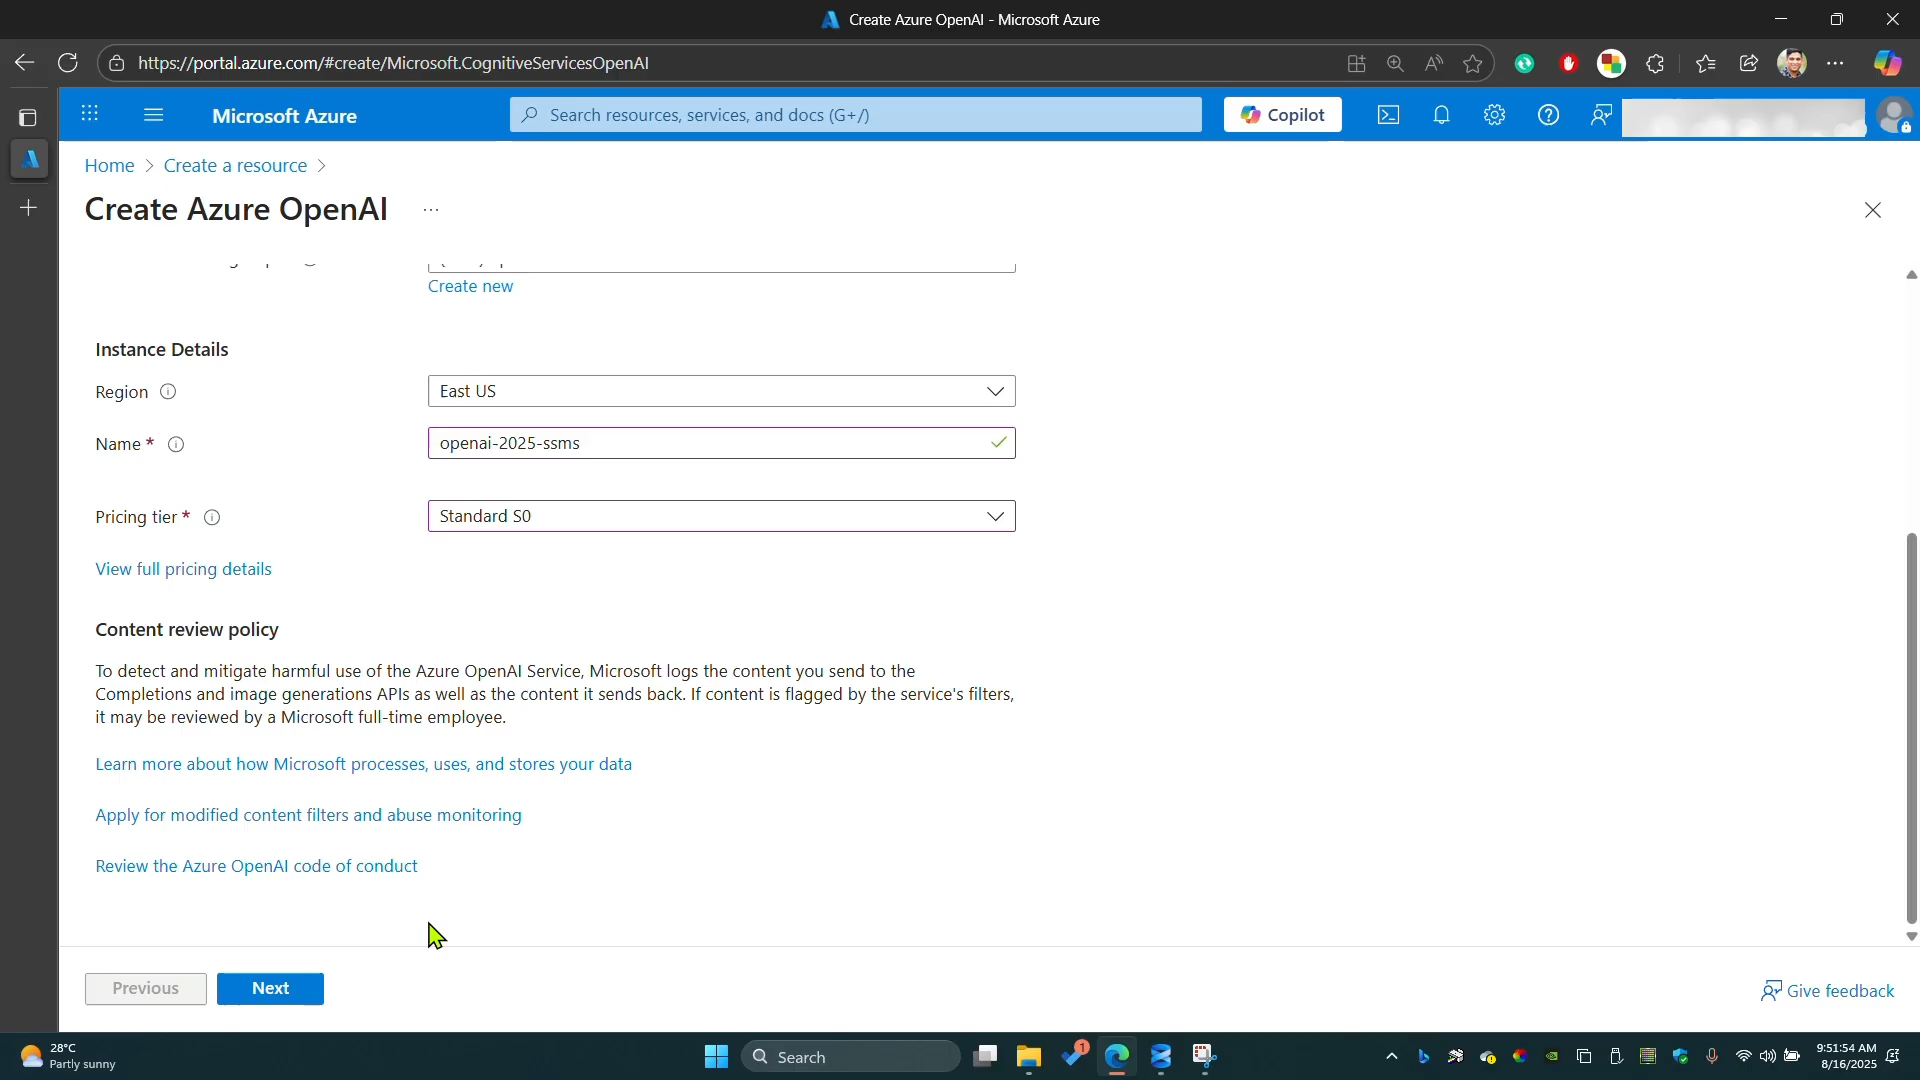 Create Azure OpenAI - Microsoft Azure
https://portal.azure.com/#create/Microsoft.CognitiveServicesOpenAI
Microsoft Azure
Search resources, services, and docs (G+/)
Copilot
Home > Create a resource >
Create Azure OpenAI ...
Create new
Instance Details
Region
East US
Name *
openai-2025-ssms
Pricing tier *
Standard S0
View full pricing details
Content review policy
To detect and mitigate harmful use of the Azure OpenAI Service, Microsoft logs the content you send to the
Completions and image generations APIs as well as the content it sends back. If content is flagged by the service's filters,
it may be reviewed by a Microsoft full-time employee.
Learn more about how Microsoft processes, uses, and stores your data
Apply for modified content filters and abuse monitoring
Review the Azure OpenAI code of conduct
Previous
Next
Give feedback
28°C
Partly sunny
Search
1
9:51:54 AM
8/16/2025